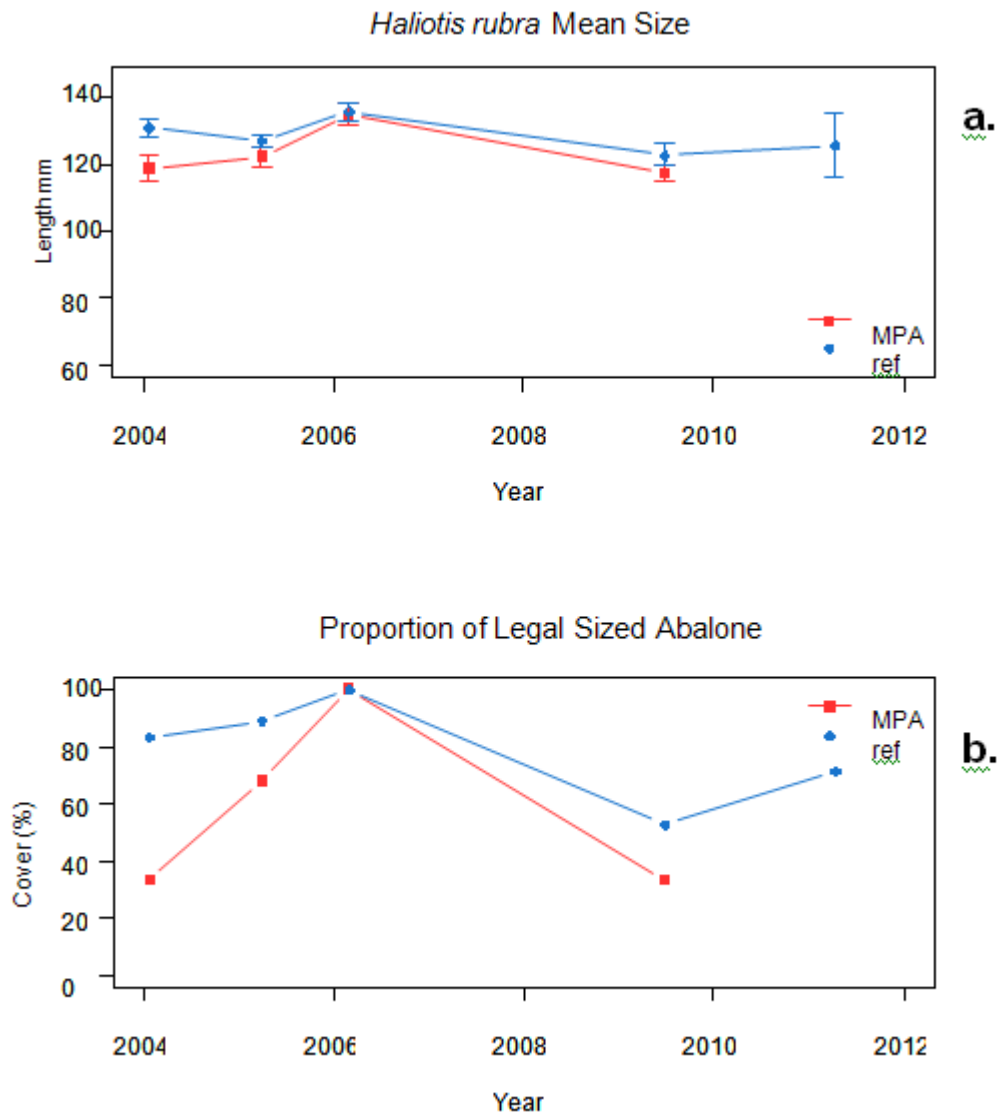 Haliotis rubra Mean Size
a.
140
120
100
80
60
Length mm
MPA
ref
2004
2006
2008
2010
2012
Year
Proportion of Legal Sized Abalone
b.
100
80
60
40
20
0
Cover (%)
MPA
ref
2004
2006
2008
2010
2012
Year